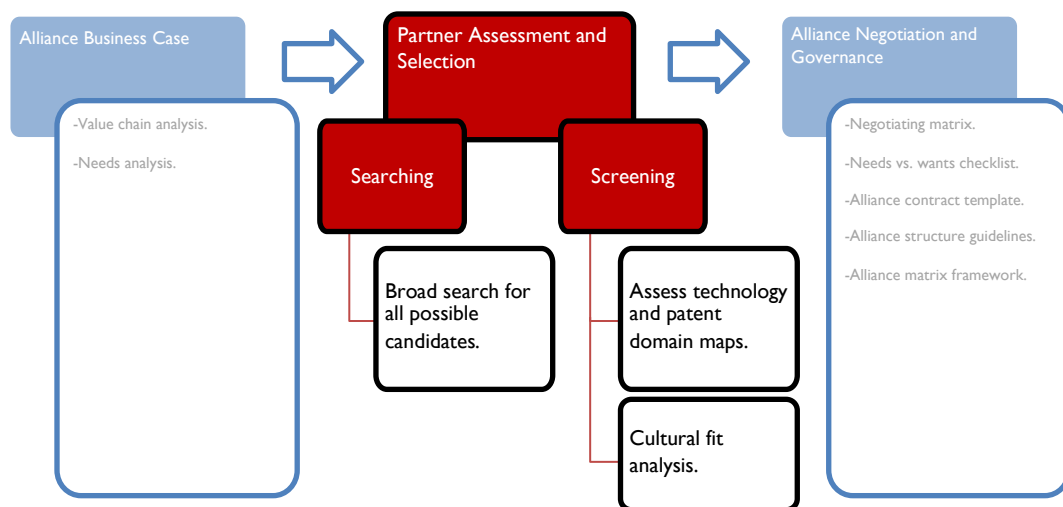 Alliance Business Case
-Value chain analysis.
-Needs analysis.
Partner Assessment and
Selection
Searching
Broad search for
all possible
candidates.
Screening
Assess technology
and patent
domain maps.
Cultural fit
analysis.
Alliance Negotiation and
Governance
-Negotiating matrix.
-Needs vs. wants checklist.
-Alliance contract template.
-Alliance structure guidelines.
-Alliance matrix framework.